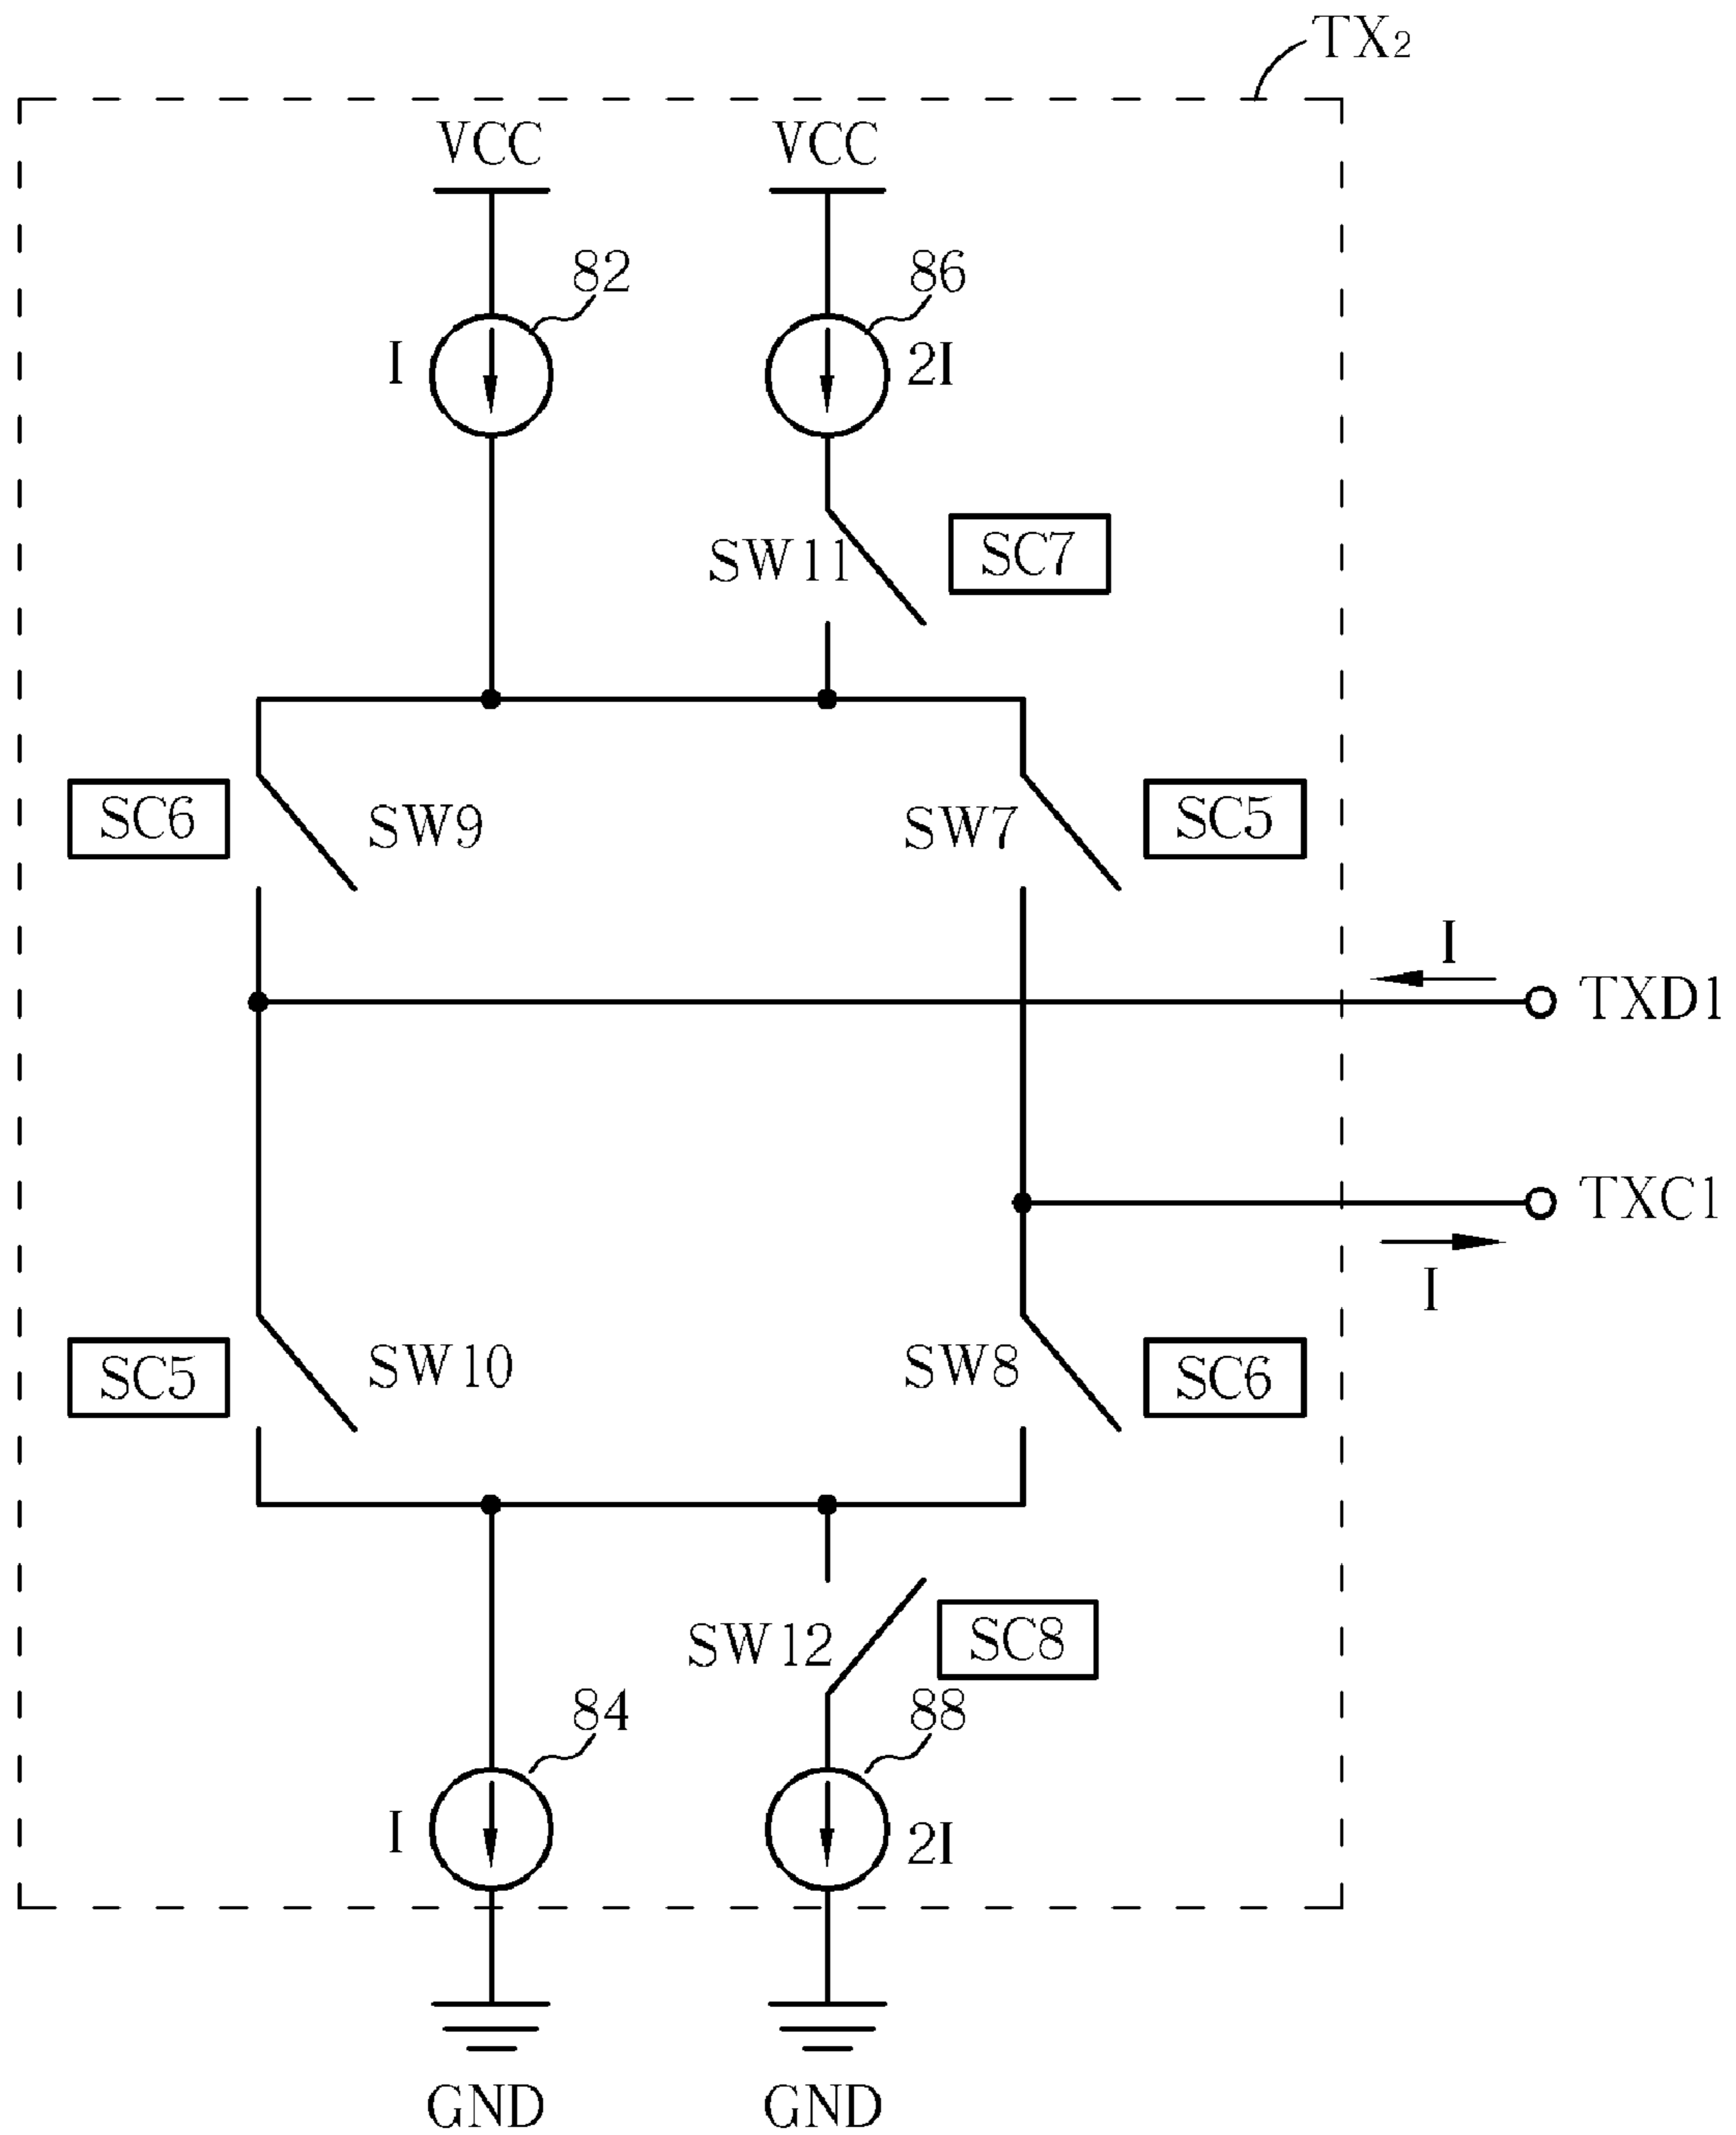 TX2
VCC
VCC
82
86
I
2I
SW11
SC7
SC6
SW9
SW7
SC5
I
TXD1
TXC1
I
SC5
SW10
SW8
SC6
SW12
SC8
84
88
I
2I
GND
GND